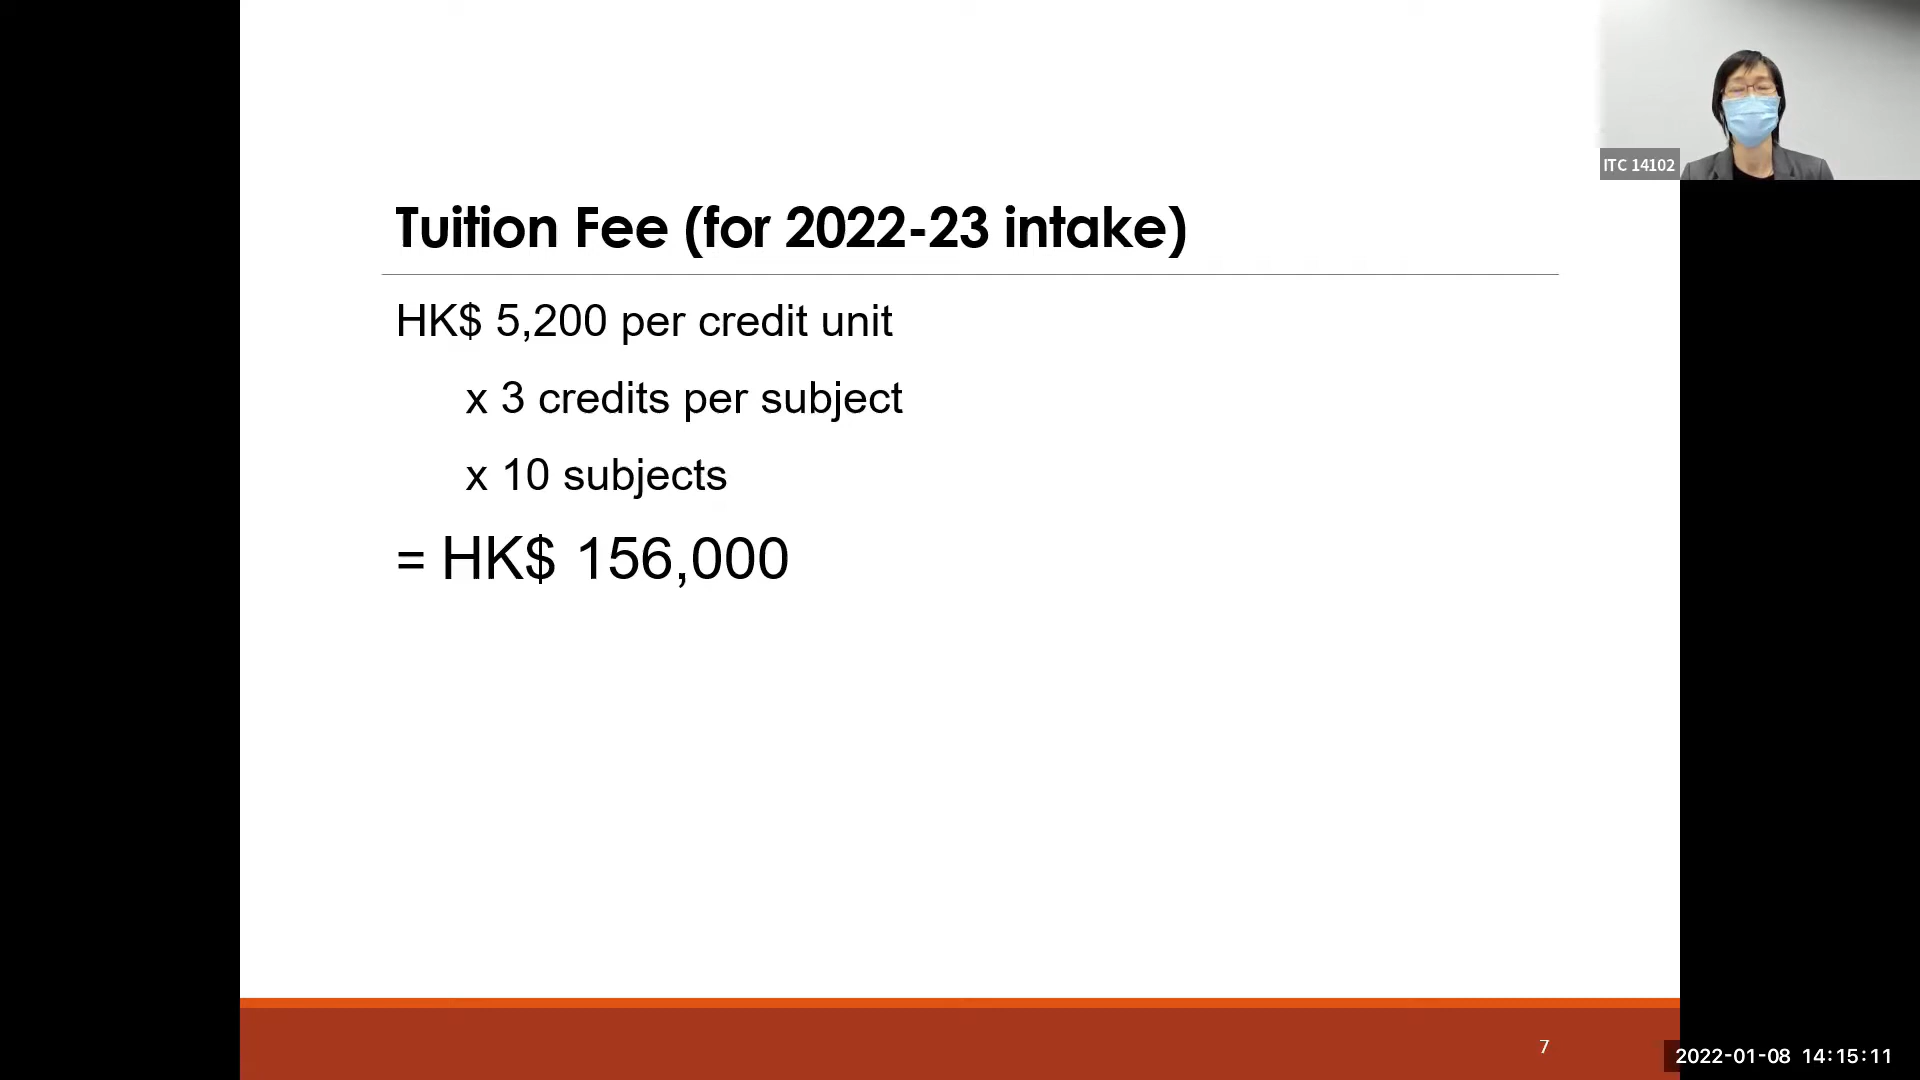 ITC 14102
Tuition Fee (for 2022-23 intake)
HK$ 5,200 per credit unit
x 3 credits per subject
x 10 subjects
= HK$ 156,000
7
2022-01-08 14:15:11